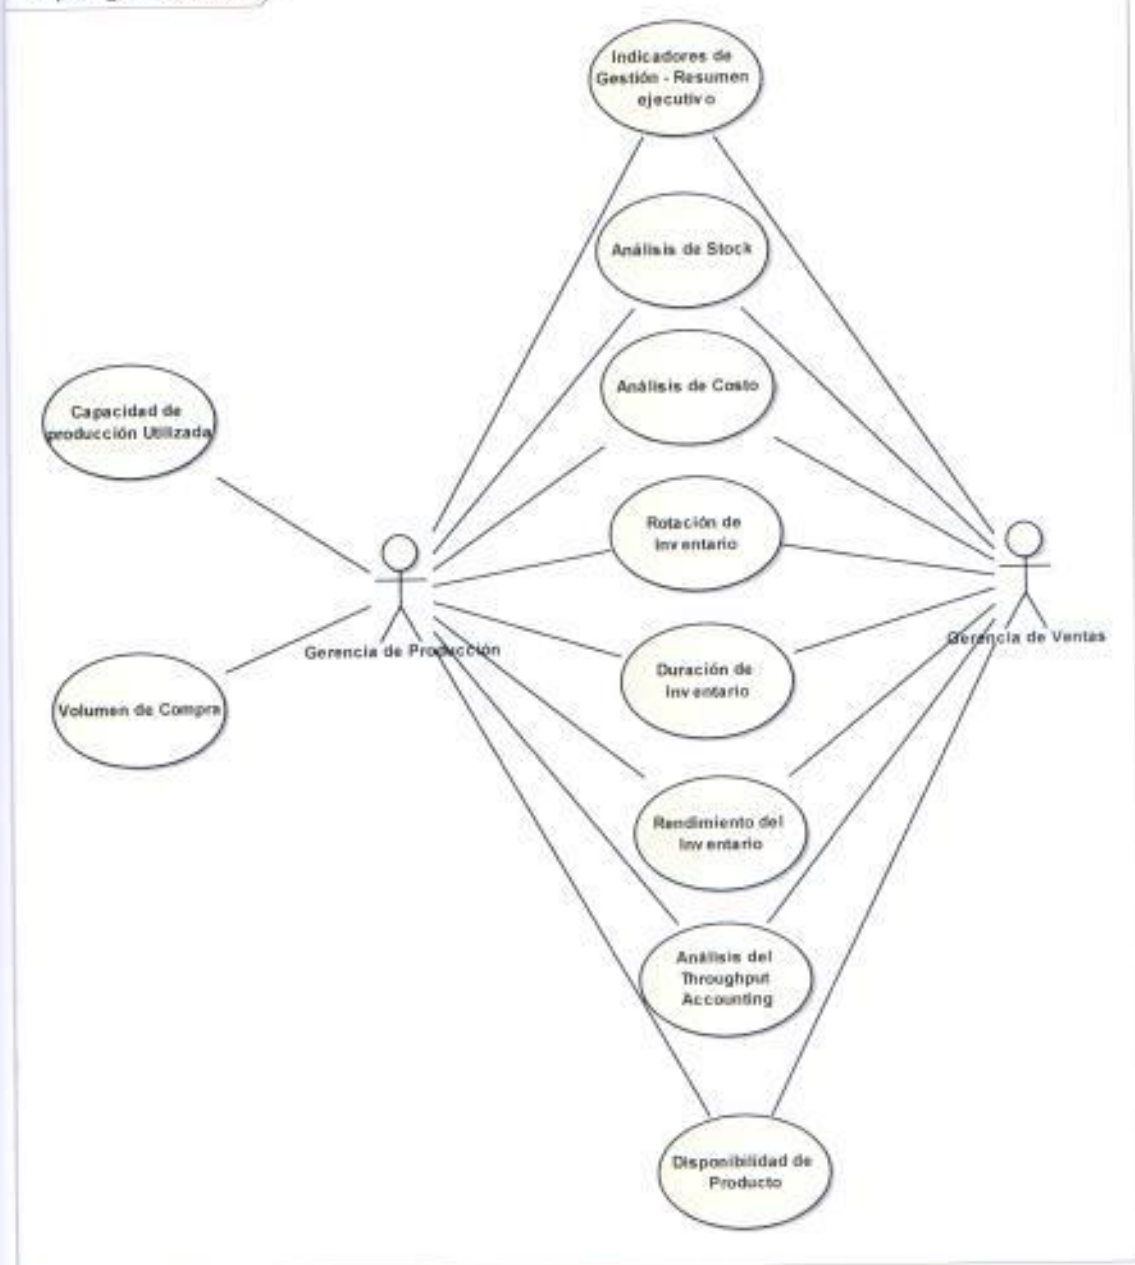 Indicadores de
Gestión - Resumen
ejecutivo
Análisis de Stock
Análisis de Costo
Capacidad de
producción Utilizada
Rotación de
Inventario
Gerencia de Producción
Gerencia de Ventas
Duración de
Inventario
Volumen de Compra
Rendimiento del
Inventario
Análisis del
Throughput
Accounting
Disponibilidad de
Producto